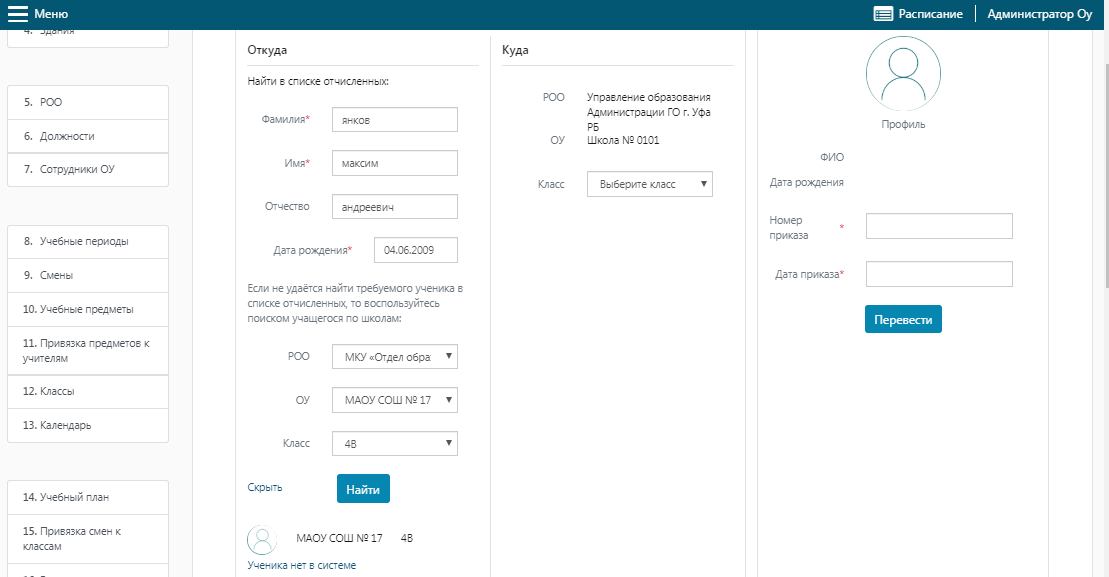 Меню
Расписание
Администратор Оу
4. Здания
5. РОО
6. Должности
7. Сотрудники ОУ
8. Учебные периоды
9. Смены
10. Учебные предметы
11. Привязка предметов к
учителям
12. Классы
13. Календарь
14. Учебный план
15. Привязка смен к
классам
Откуда
Найти в списке отчисленных:
Фамилия* янков
Имя* максим
Отчество андреевич
Дата рождения* 04.06.2009
Если не удаётся найти требуемого ученика в
списке отчисленных, то воспользуйтесь
поиском учащегося по школам:
РОО МКУ «Отдел обра:
ОУ МАОУ СОШ № 17
Класс 4В
Скрыть Найти
МАОУ СОШ № 17 4В
Ученика нет в системе
Куда
РОО Управление образования
Администрации ГО г. Уфа
РБ
ОУ Школа № 0101
Класс Выберите класс
Профиль
ФИО
Дата рождения
Номер
приказа *
Дата приказа*
Перевести